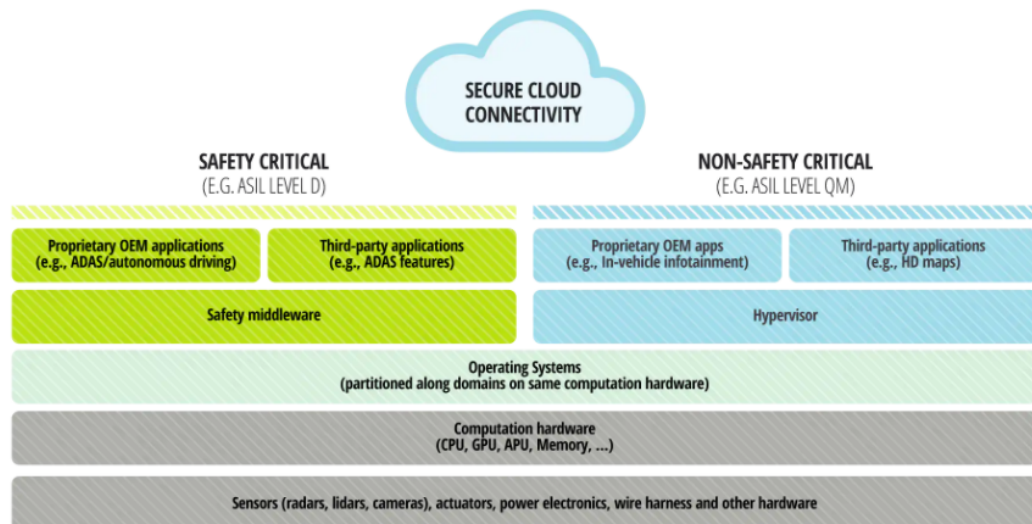 SECURE CLOUD
CONNECTIVITY
SAFETY CRITICAL
(E.G. ASIL LEVEL D)
NON-SAFETY CRITICAL
(E.G. ASIL LEVEL QM)
Proprietary OEM applications
(e.g., ADAS/autonomous driving)
Third-party applications
(e.g., ADAS features)
Proprietary OEM apps
(e.g., In-vehicle infotainment)
Third-party applications
(e.g., HD maps)
Safety middleware
Hypervisor
Operating Systems
(partitioned along domains on same computation hardware)
Computation hardware
(CPU, GPU, APU, Memory, ...)
Sensors (radars, lidars, cameras), actuators, power electronics, wire harness and other hardware